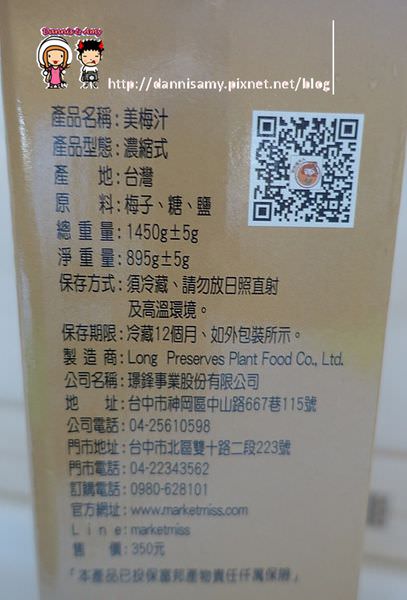 Dannis & Amy
http://dannisamy.pixnet.net/blog
產品名稱:美梅汁
產品型態:濃縮式
產　　地:台灣
原　　料:梅子、糖、鹽
總 重 量:1450g±5g
淨 重 量:895g±5g
保存方式:須冷藏、請勿放日照直射
及高溫環境。
保存期限:冷藏12個月、如外包裝所示。
製 造 商:Long Preserves Plant Food Co., Ltd.
公司名稱:璟鋒事業股份有限公司
地　　址:台中市神岡區中山路667巷115號
公司電話:04-25610598
門市地址:台中市北區雙十路二段223號
門市電話:04-22343562
訂購電話:0980-628101
官方網址:www.marketmiss.com
Line:marketmiss
售　　價:350元
「本產品已投保富邦產物責任仟萬保險」